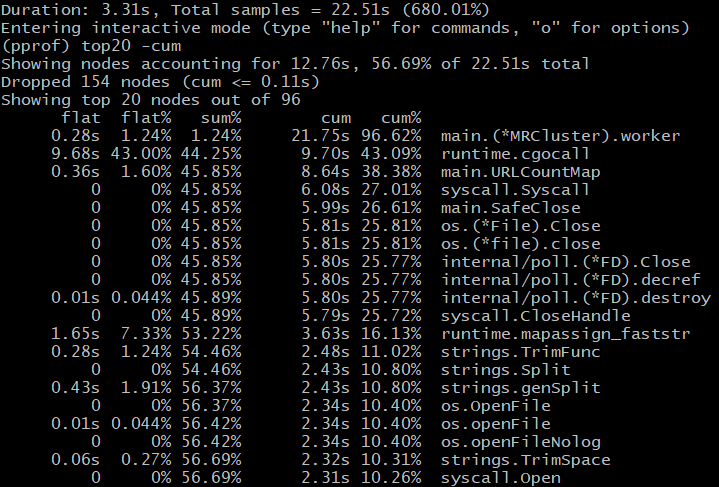 Duration: 3.31s, Total samples = 22.51s (680.01%)
Entering interactive mode (type "help" for commands, "o" for options)
(pprof) top20 -cum
Showing nodes accounting for 12.76s, 56.69% of 22.51s total
Dropped 154 nodes (cum <= 0.11s)
Showing top 20 nodes out of 96
flat flat% sum% cum cum%
0.28s 1.24% 1.24% 21.75s 96.62% main.(*MRCluster).worker
9.68s 43.00% 44.25% 9.70s 43.09% runtime.cgocall
0.36s 1.60% 45.85% 8.64s 38.38% main.URLCountMap
0 0% 45.85% 6.08s 27.01% syscall.Syscall
0 0% 45.85% 5.99s 26.61% main.SafeClose
0 0% 45.85% 5.81s 25.81% os.(*File).Close
0 0% 45.85% 5.81s 25.81% os.(*file).close
0 0% 45.85% 5.80s 25.77% internal/poll.(*FD).Close
0 0% 45.85% 5.80s 25.77% internal/poll.(*FD).decref
0.01s 0.044% 45.89% 5.80s 25.77% internal/poll.(*FD).destroy
0 0% 45.89% 5.79s 25.72% syscall.CloseHandle
1.65s 7.33% 53.22% 3.63s 16.13% runtime.mapassign_faststr
0.28s 1.24% 54.46% 2.48s 11.02% strings.TrimFunc
0 0% 54.46% 2.43s 10.80% strings.Split
0.43s 1.91% 56.37% 2.43s 10.80% strings.genSplit
0 0% 56.37% 2.34s 10.40% os.OpenFile
0.01s 0.044% 56.42% 2.34s 10.40% os.openFile
0 0% 56.42% 2.34s 10.40% os.openFileNolog
0.06s 0.27% 56.69% 2.32s 10.31% strings.TrimSpace
0 0% 56.69% 2.31s 10.26% syscall.Open